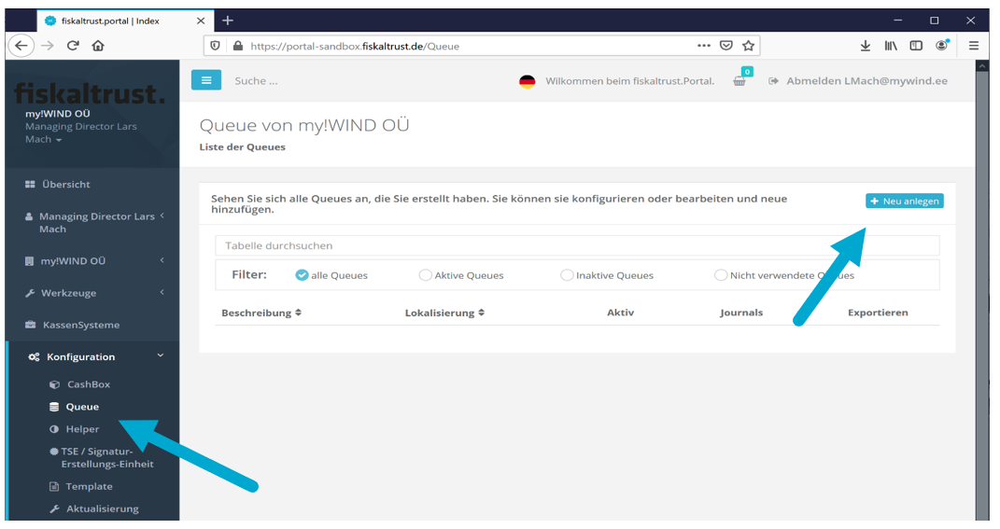 fiskaltrust.portal | Index
https://portal-sandbox.fiskaltrust.de/Queue
fiskaltrust.
my!WIND OÜ
Managing Director Lars
Mach
Übersicht
Managing Director Lars
Mach
my!WIND OÜ
Werkzeuge
KassenSysteme
Konfiguration
CashBox
Queue
Helper
TSE / Signatur-
Erstellungs-Einheit
Template
Aktualisierung
Suche ...
Wilkommen beim fiskaltrust.Portal.
0
Abmelden LMach@mywind.ee
Queue von my!WIND OÜ
Liste der Queues
Sehen Sie sich alle Queues an, die Sie erstellt haben. Sie können sie konfigurieren oder bearbeiten und neue
hinzufügen.
Neu anlegen
Tabelle durchsuchen
Filter: alle Queues Aktive Queues Inaktive Queues Nicht verwendete Queues
Beschreibung Lokalisierung Aktiv Journals Exportieren